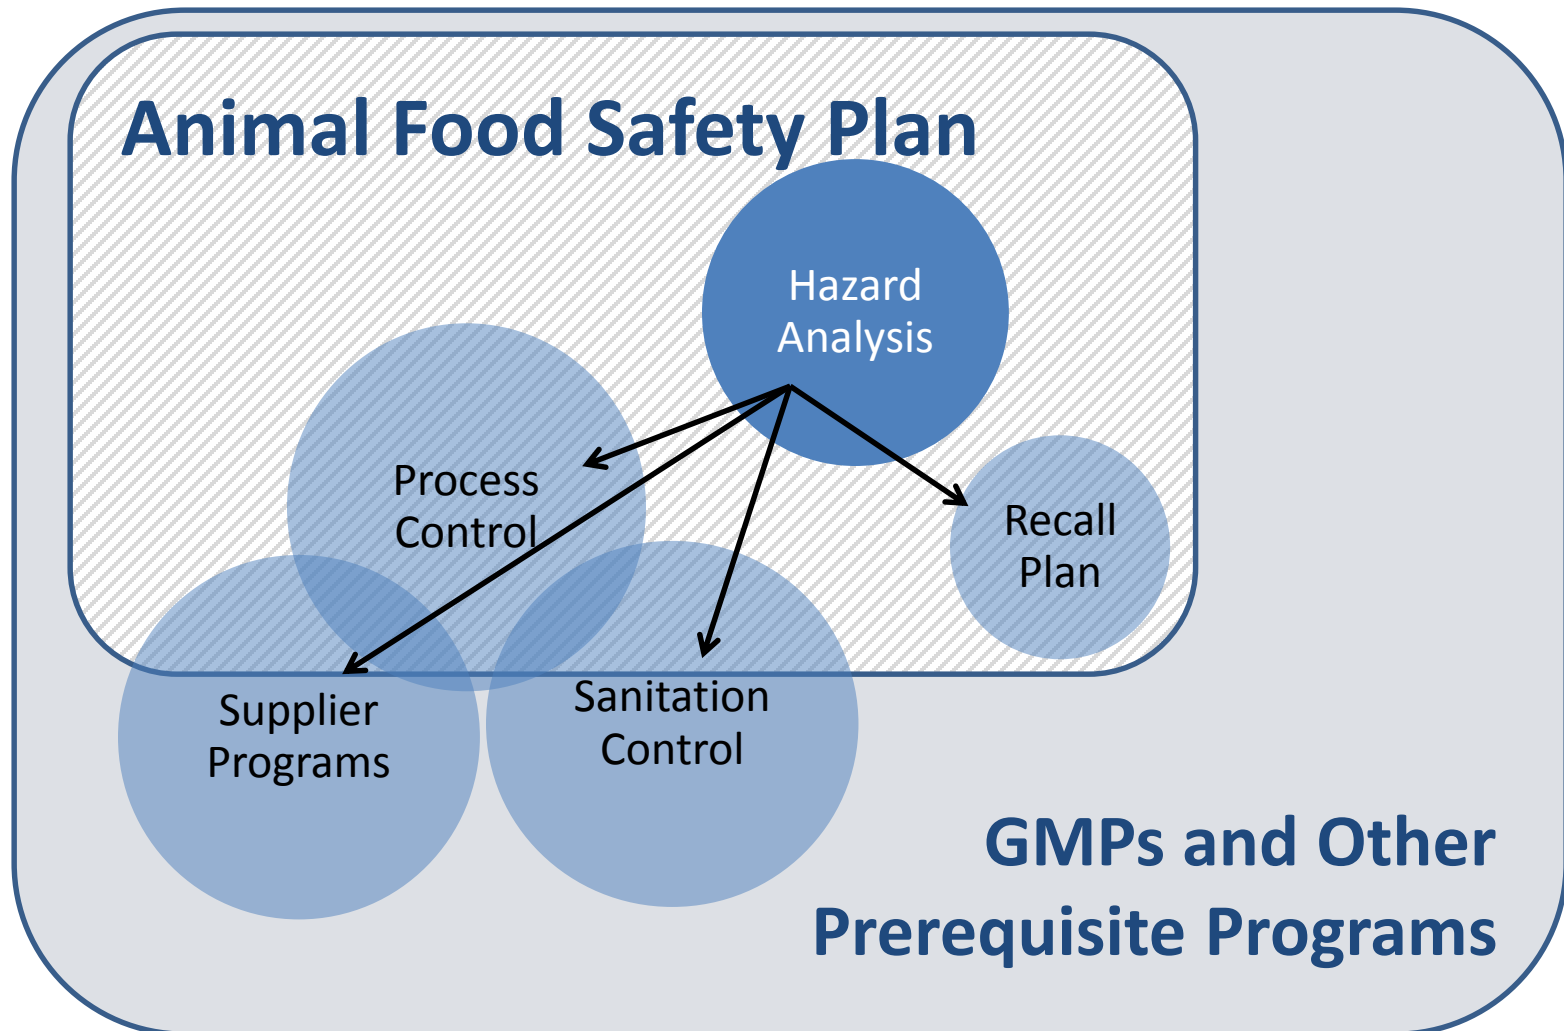 Animal Food Safety Plan
Hazard
Analysis
Process
Control
Recall
Plan
Supplier
Programs
Sanitation
Control
GMPs and Other
Prerequisite Programs